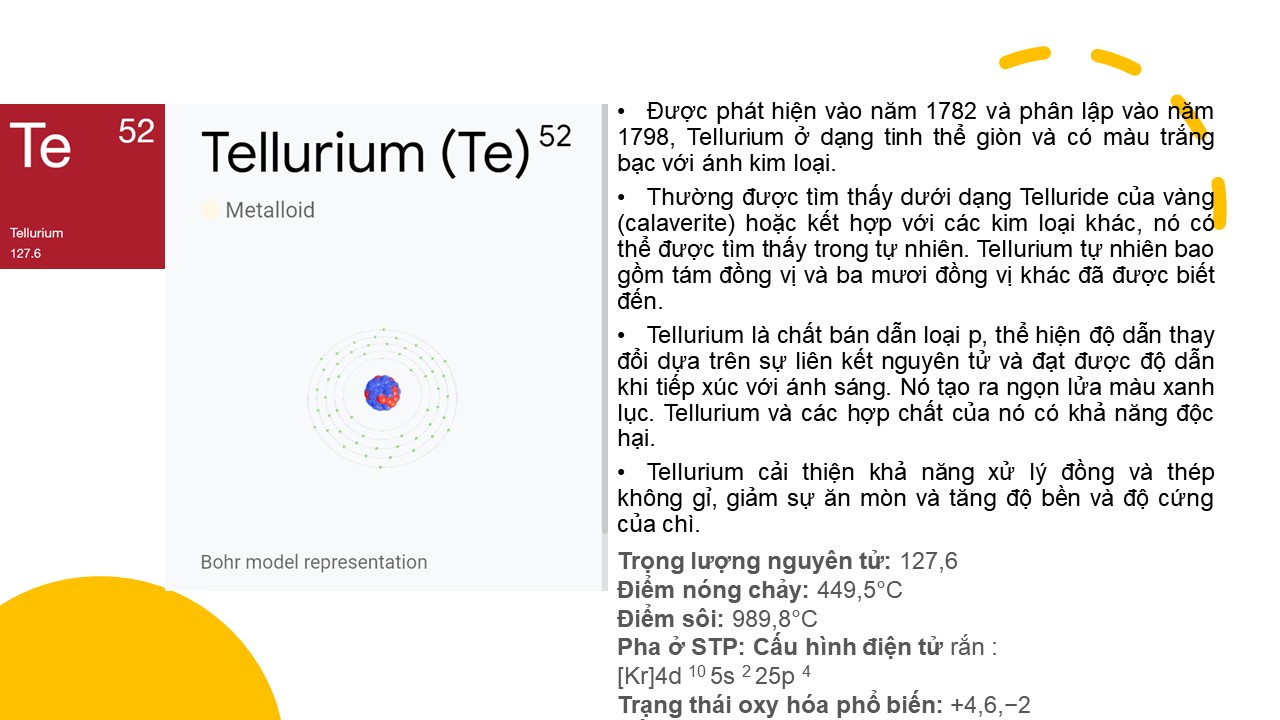 Te 52
Tellurium
127.6
Tellurium (Te) 52
Metalloid
Bohr model representation
• Được phát hiện vào năm 1782 và phân lập vào năm
1798, Tellurium ở dạng tinh thể giòn và có màu trắng
bạc với ánh kim loại.
• Thường được tìm thấy dưới dạng Telluride của vàng
(calaverite) hoặc kết hợp với các kim loại khác, nó có
thể được tìm thấy trong tự nhiên. Tellurium tự nhiên bao
gồm tám đồng vị và ba mươi đồng vị khác đã được biết
đến.
• Tellurium là chất bán dẫn loại p, thể hiện độ dẫn thay
đổi dựa trên sự liên kết nguyên tử và đạt được độ dẫn
khi tiếp xúc với ánh sáng. Nó tạo ra ngọn lửa màu xanh
lục. Tellurium và các hợp chất của nó có khả năng độc
hại.
• Tellurium cải thiện khả năng xử lý đồng và thép
không gỉ, giảm sự ăn mòn và tăng độ bền và độ cứng
của chì.
Trọng lượng nguyên tử: 127,6
Điểm nóng chảy: 449,5°C
Điểm sôi: 989,8°C
Pha ở STP: Cấu hình điện tử rắn :
[Kr]4d 10 5s 2 25p 4
Trạng thái oxy hóa phổ biến: +4,6,−2